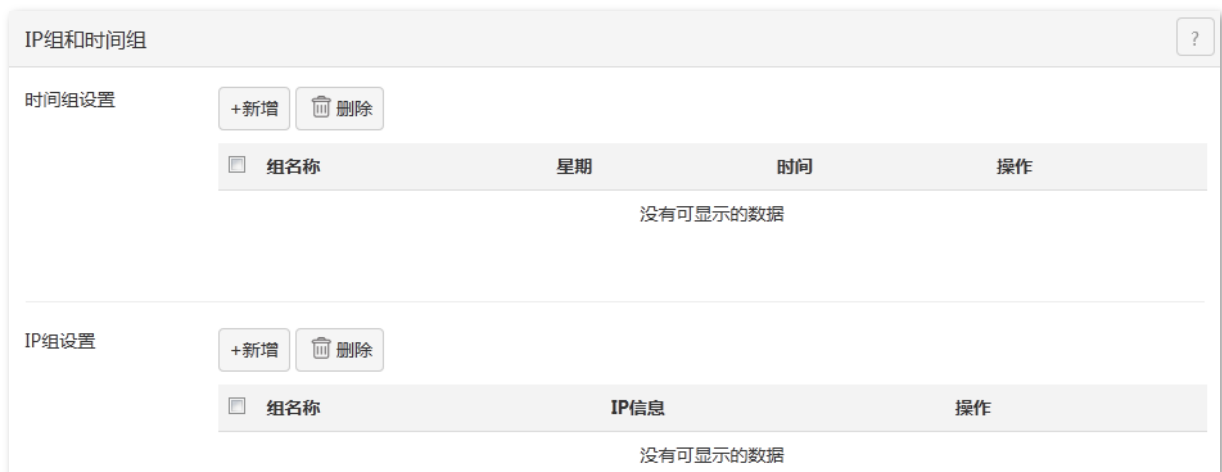 IP组和时间组 ?
时间组设置 +新增 删除
组名称 星期 时间 操作
没有可显示的数据
IP组设置 +新增 删除
组名称 IP信息 操作
没有可显示的数据